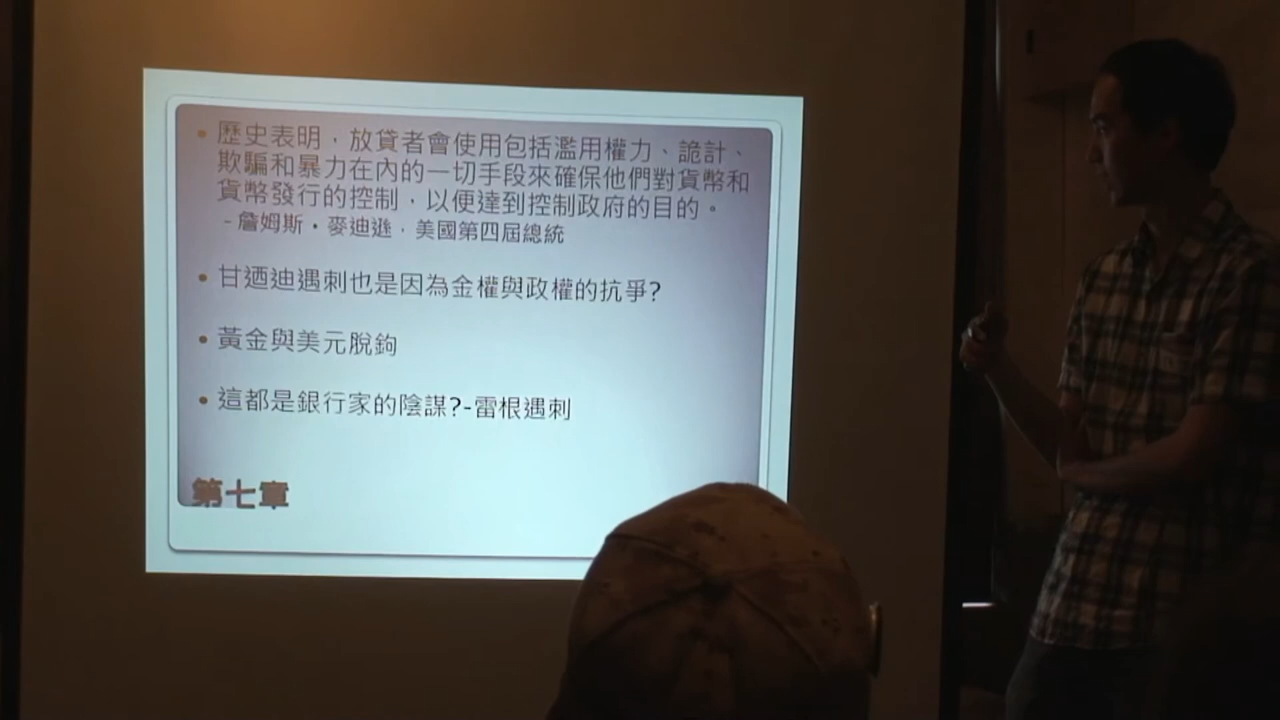 歷史表明，放貸者會使用包括濫用權力、詭計、
欺騙和暴力在內的一切手段來確保他們對貨幣和
貨幣發行的控制，以便達到控制政府的目的。
- 詹姆斯•麥迪遜，美國第四屆總統
甘迺迪遇刺也是因為金權與政權的抗爭?
黃金與美元脫鉤
這都是銀行家的陰謀?-雷根遇刺
第七章